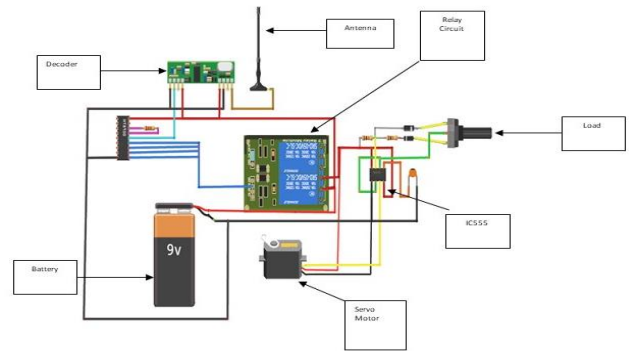 Relay
Circuit
Antenna
Decoder
Load
IC555
9v
Battery
Servo
Motor